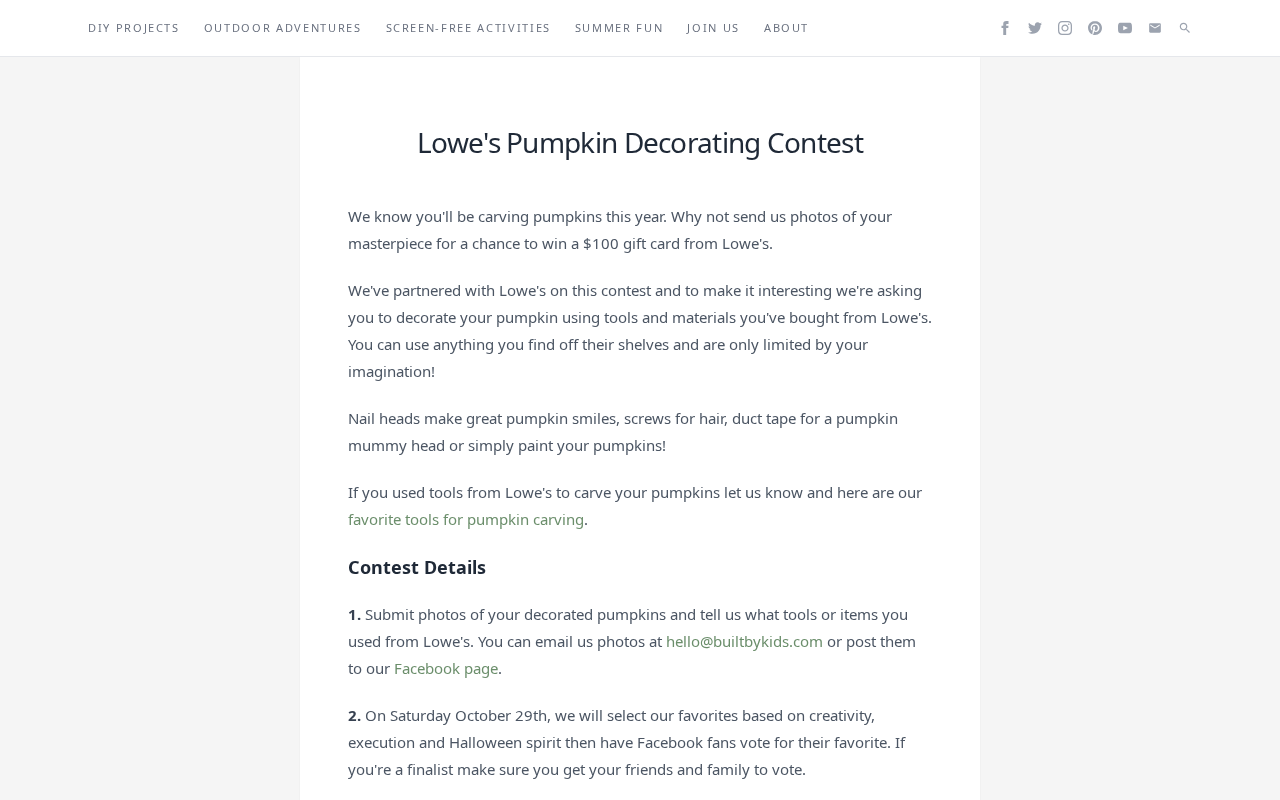 DIY PROJECTS OUTDOOR ADVENTURES SCREEN-FREE ACTIVITIES SUMMER FUN JOIN US ABOUT
Lowe's Pumpkin Decorating Contest
We know you'll be carving pumpkins this year. Why not send us photos of your
masterpiece for a chance to win a $100 gift card from Lowe's.
We've partnered with Lowe's on this contest and to make it interesting we're asking
you to decorate your pumpkin using tools and materials you've bought from Lowe's.
You can use anything you find off their shelves and are only limited by your
imagination!
Nail heads make great pumpkin smiles, screws for hair, duct tape for a pumpkin
mummy head or simply paint your pumpkins!
If you used tools from Lowe's to carve your pumpkins let us know and here are our
favorite tools for pumpkin carving.
Contest Details
1. Submit photos of your decorated pumpkins and tell us what tools or items you
used from Lowe's. You can email us photos at hello@builtbykids.com or post them
to our Facebook page.
2. On Saturday October 29th, we will select our favorites based on creativity,
execution and Halloween spirit then have Facebook fans vote for their favorite. If
you're a finalist make sure you get your friends and family to vote.